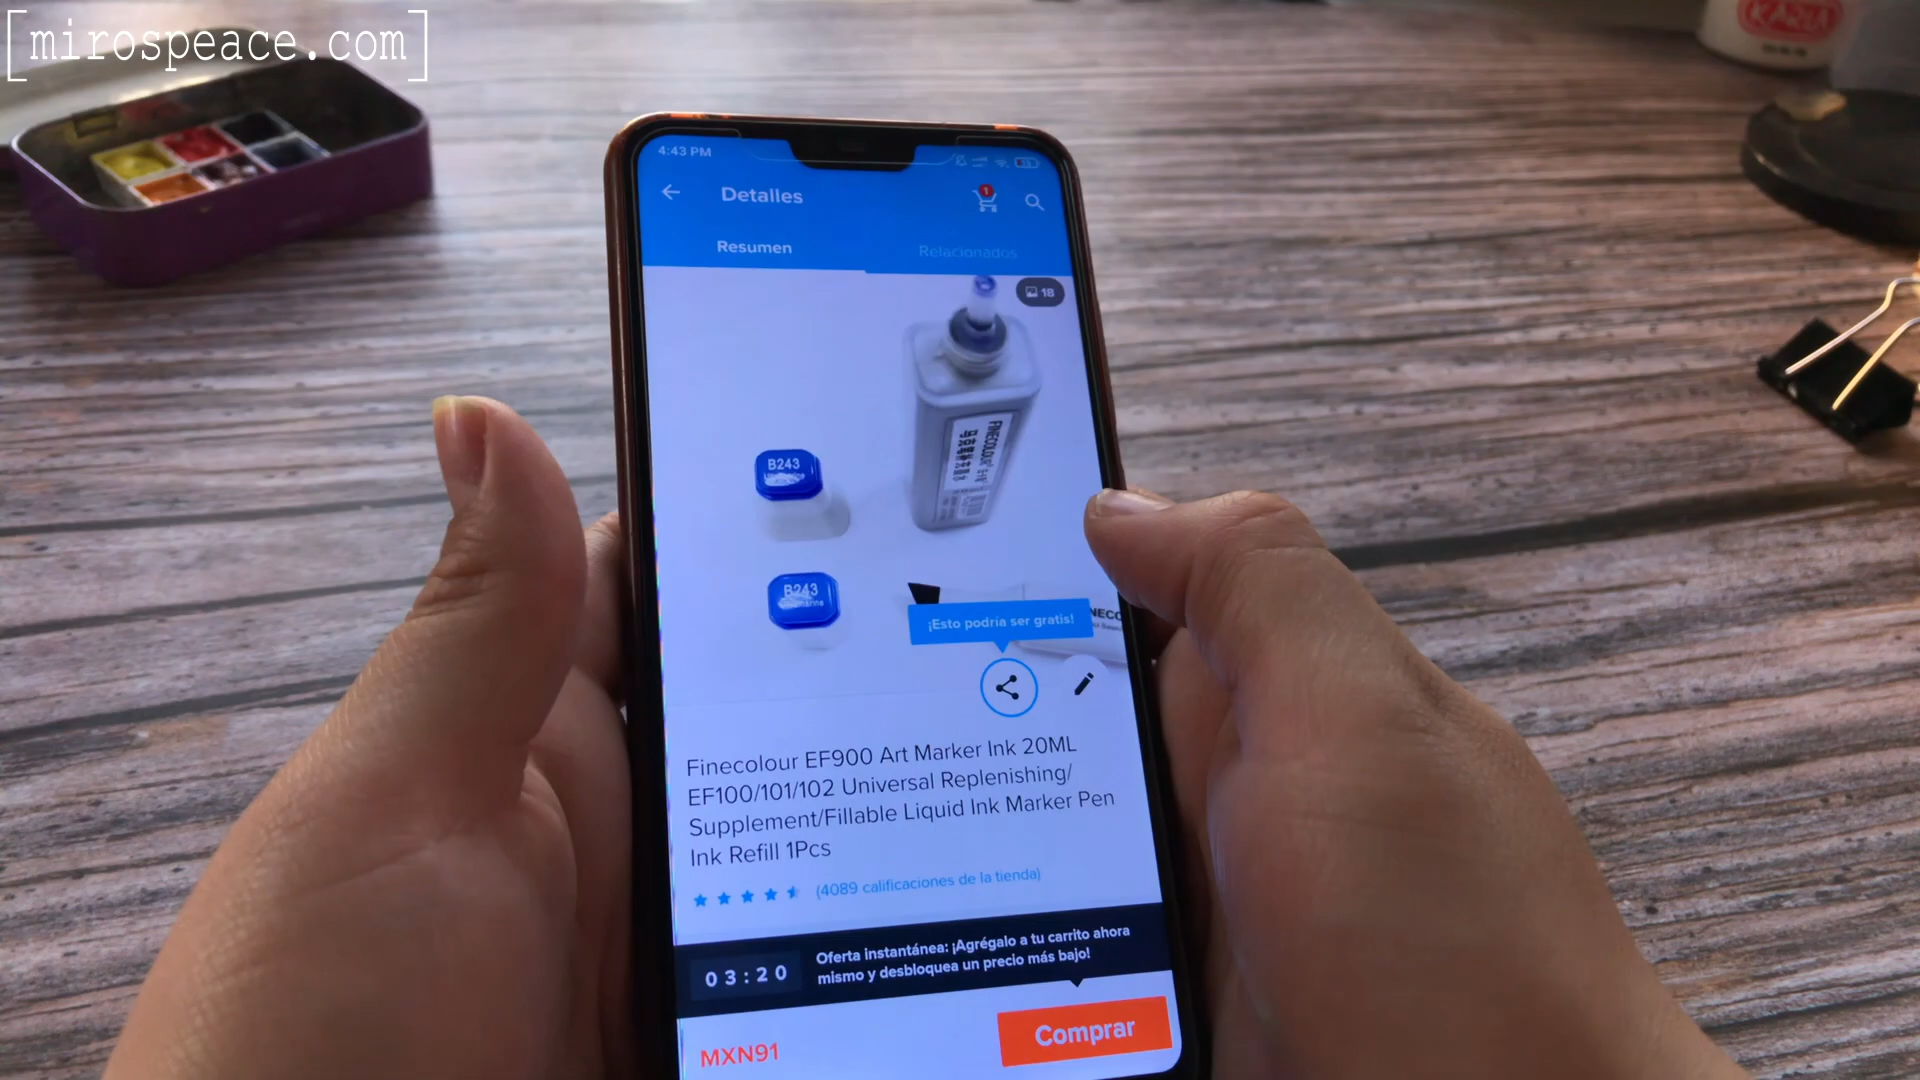 [mirospeace.com]
KARLA
4:43 PM
Detalles
1
Resumen
Relacionados
18
FINECOLOUR
B243
B243
¡Esto podría ser gratis!
Finecolour EF900 Art Marker Ink 20ML
EF100/101/102 Universal Replenishing/
Supplement/Fillable Liquid Ink Marker Pen
Ink Refill 1Pcs
(4089 calificaciones de la tienda)
03:20
Oferta instantánea: ¡Agrégalo a tu carrito ahora
mismo y desbloquea un precio más bajo!
MXN91
Comprar